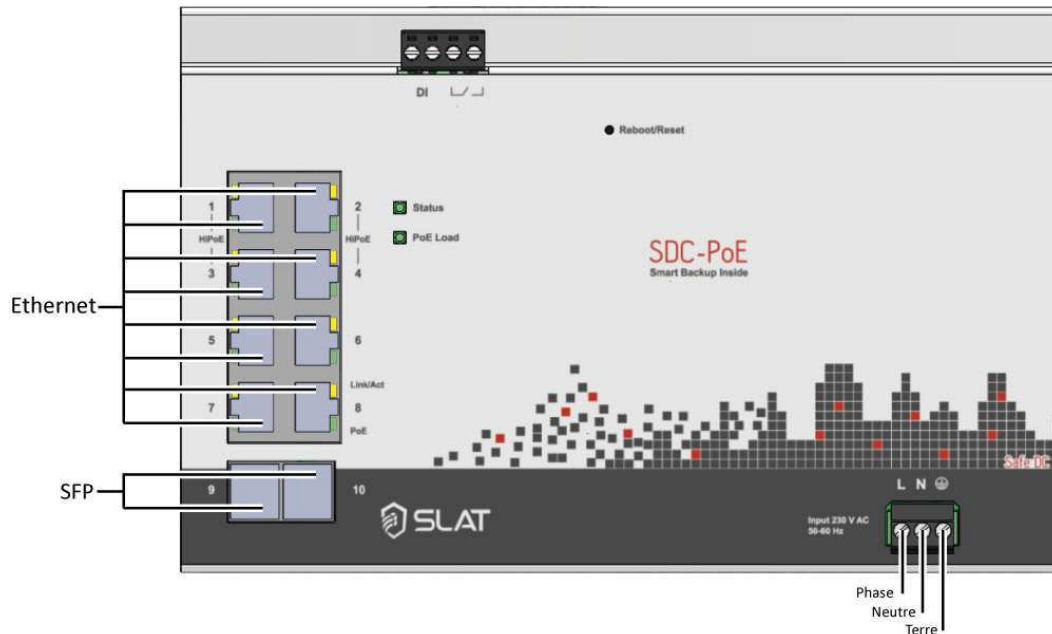 DI
Reboot/Reset
1
2
Status
HiPoE
HiPoE
PoE Load
3
4
SDC-PoE
Smart Backup Inside
Ethernet
5
6
Link/Act
7
8
PoE
Safe DC
SFP
9
10
SLAT
L N
Input 230 V AC
50-60 Hz
Phase
Neutre
Terre